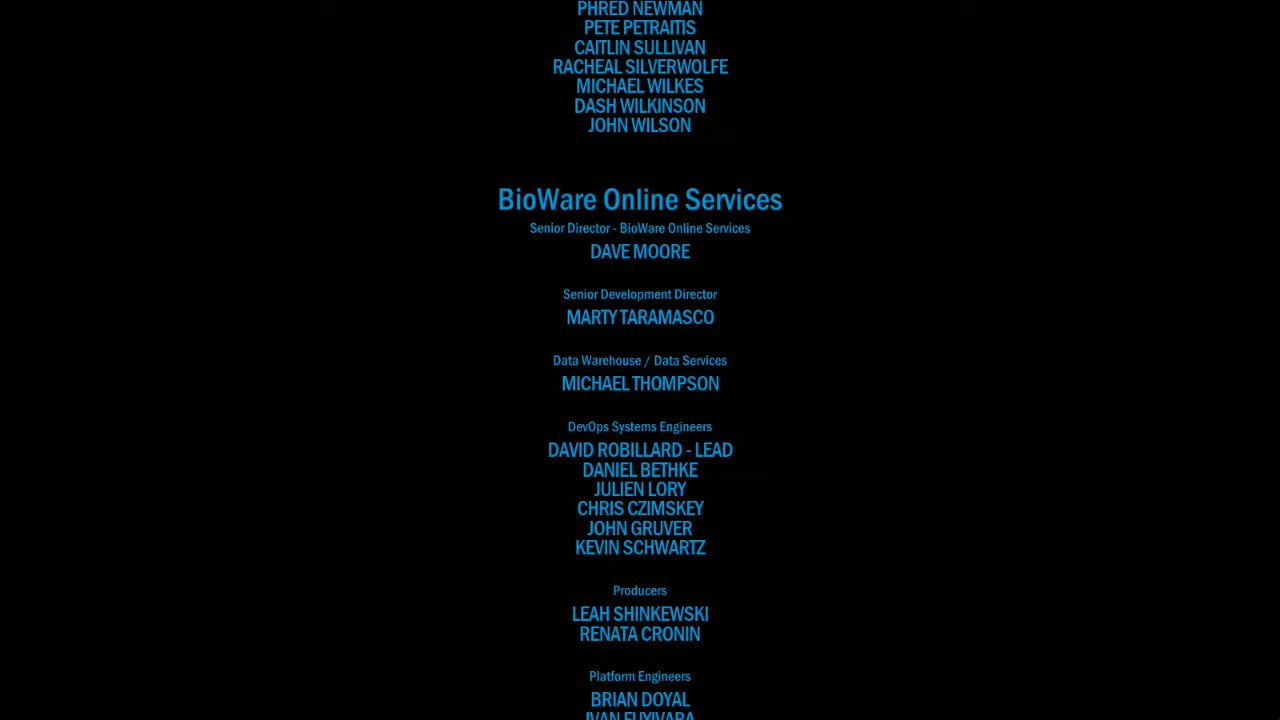 PHRED NEWMAN
PETE PETRAITIS
CAITLIN SULLIVAN
RACHEAL SILVERWOLFE
MICHAEL WILKES
DASH WILKINSON
JOHN WILSON
BioWare Online Services
Senior Director - BioWare Online Services
DAVE MOORE
Senior Development Director
MARTY TARAMASCO
Data Warehouse / Data Services
MICHAEL THOMPSON
DevOps Systems Engineers
DAVID ROBILLARD - LEAD
DANIEL BETHKE
JULIEN LORY
CHRIS CZIMSKEY
JOHN GRUVER
KEVIN SCHWARTZ
Producers
LEAH SHINKEWSKI
RENATA CRONIN
Platform Engineers
BRIAN DOYAL
IVAN